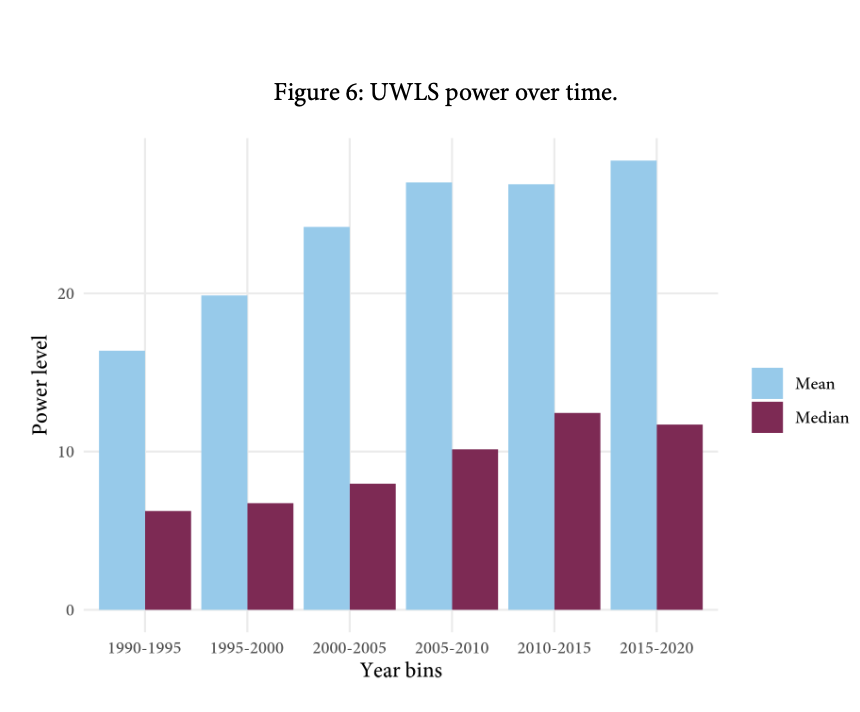 Figure 6: UWLS power over time.
20
10
0
Power level
1990-1995 1995-2000 2000-2005 2005-2010 2010-2015 2015-2020
Year bins
Mean
Median